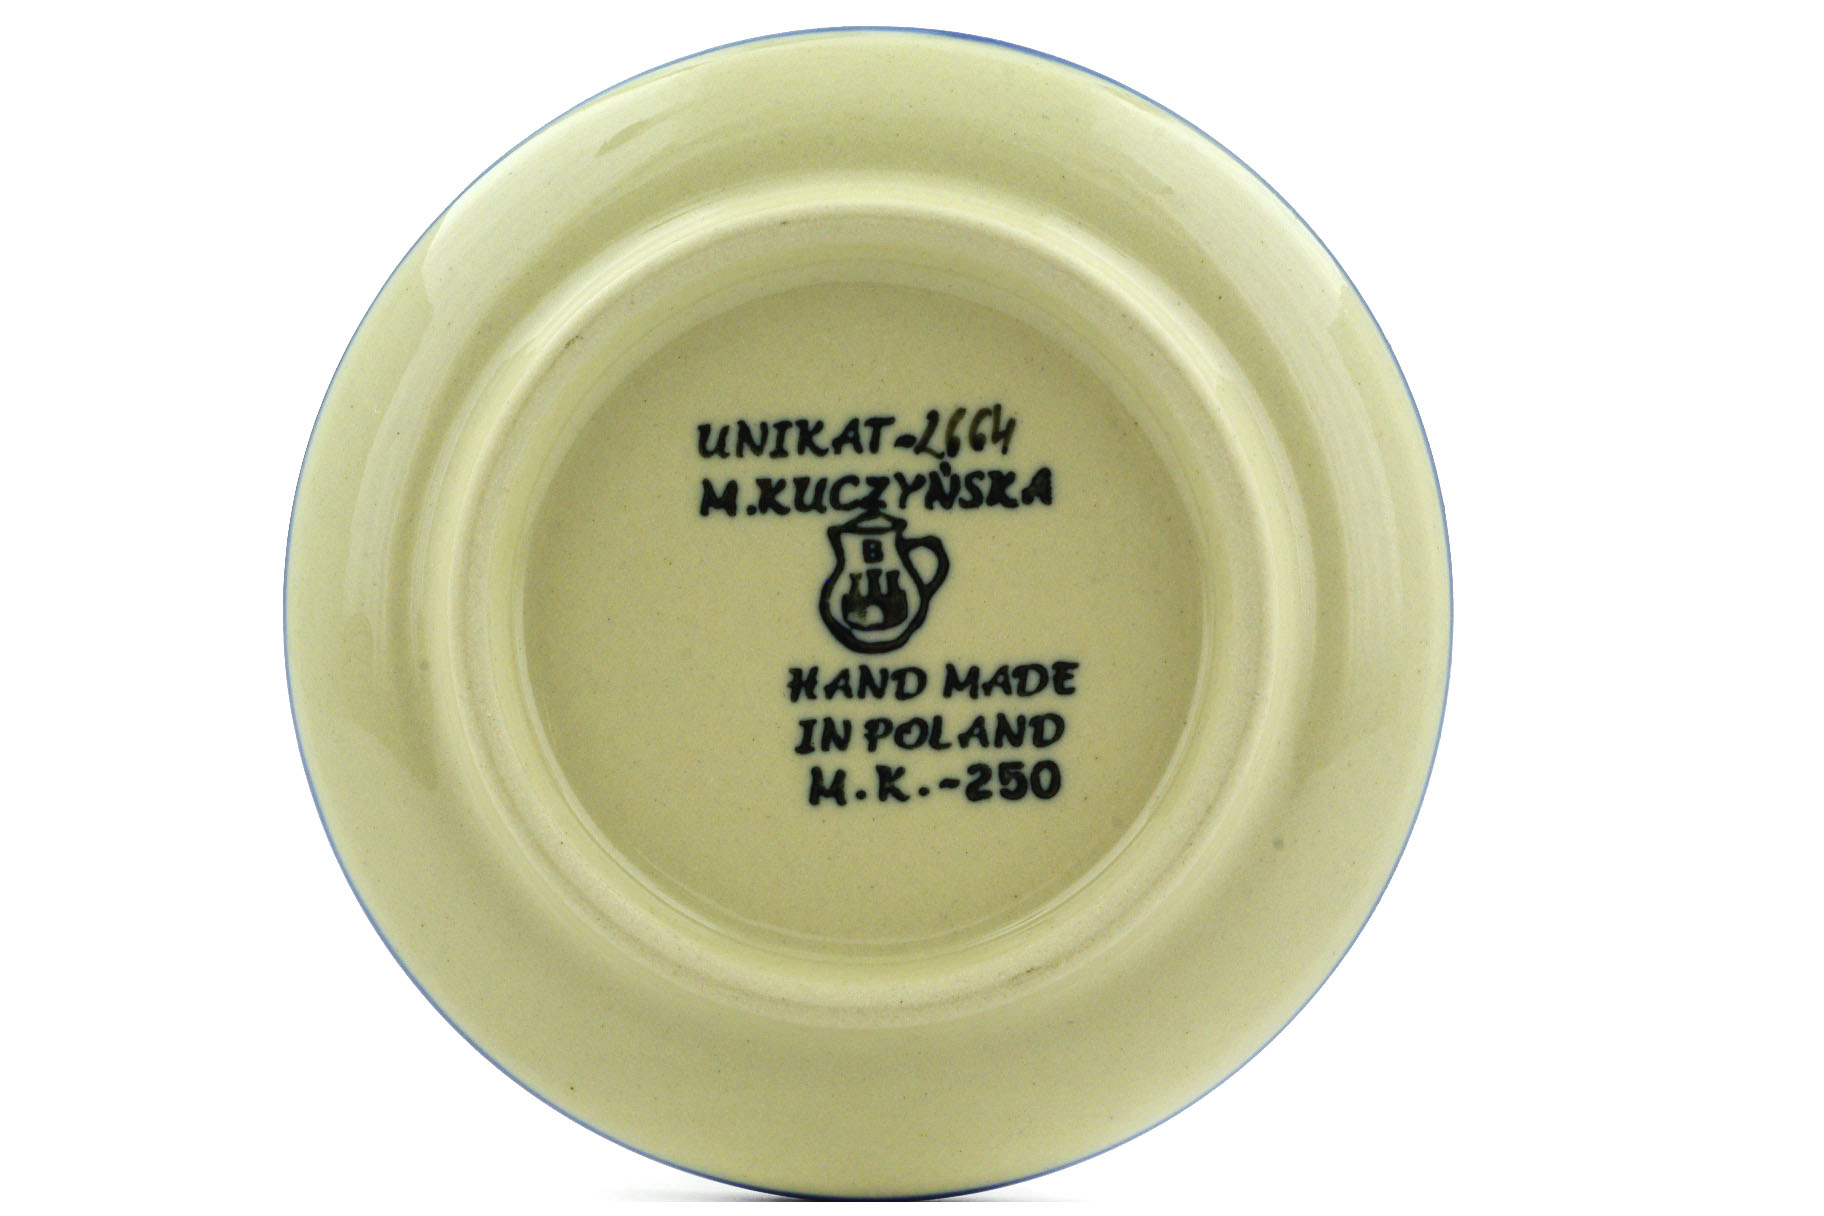 UNIKAT-2664
M.KUCZYŃSKA
B
HAND MADE
IN POLAND
M.K.-250